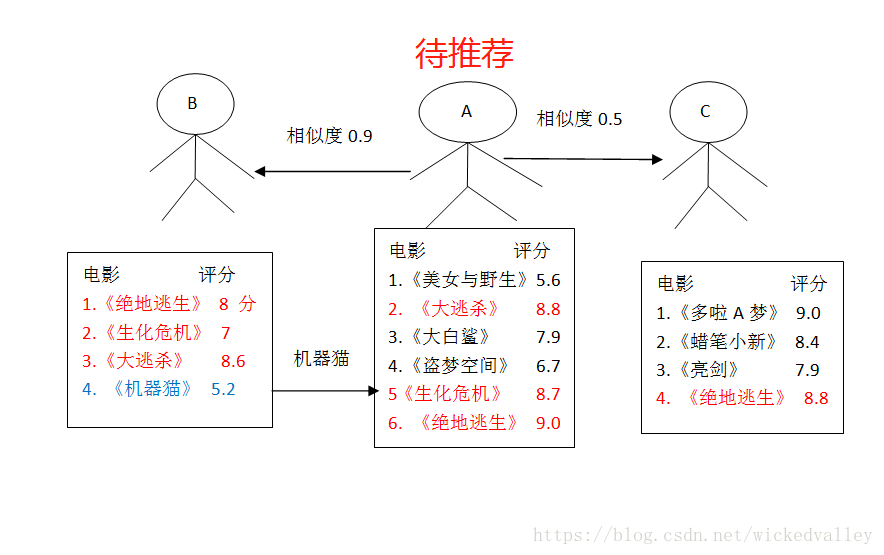 待推荐
B
A
C
相似度 0.9
相似度 0.5
电影 评分
1.《绝地逃生》 8 分
2.《生化危机》 7
3.《大逃杀》 8.6
4. 《机器猫》 5.2
机器猫
电影 评分
1.《美女与野生》5.6
2. 《大逃杀》 8.8
3.《大白鲨》 7.9
4.《盗梦空间》 6.7
5《生化危机》 8.7
6. 《绝地逃生》 9.0
电影 评分
1.《多啦 A 梦》 9.0
2.《蜡笔小新》 8.4
3.《亮剑》 7.9
4. 《绝地逃生》 8.8
https://blog.csdn.net/wickedvalley